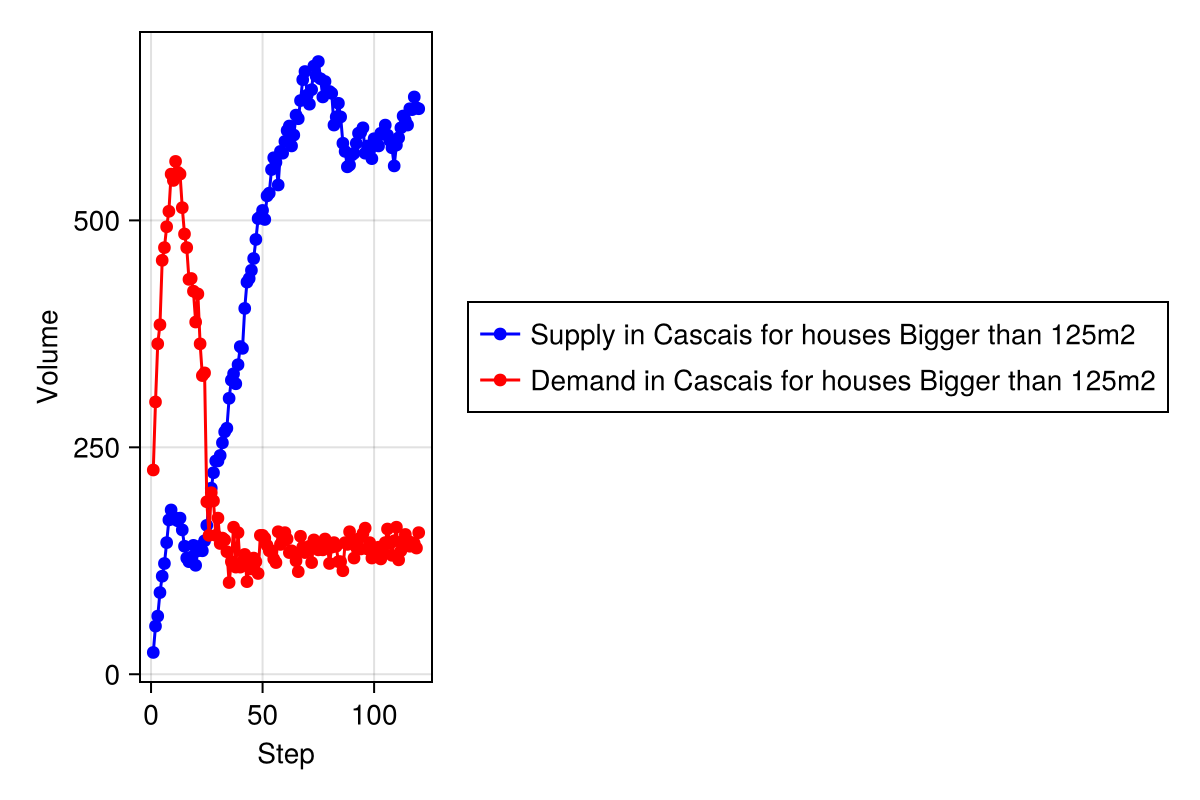 Volume
500
250
0
0 50 100
Step
Supply in Cascais for houses Bigger than 125m2
Demand in Cascais for houses Bigger than 125m2